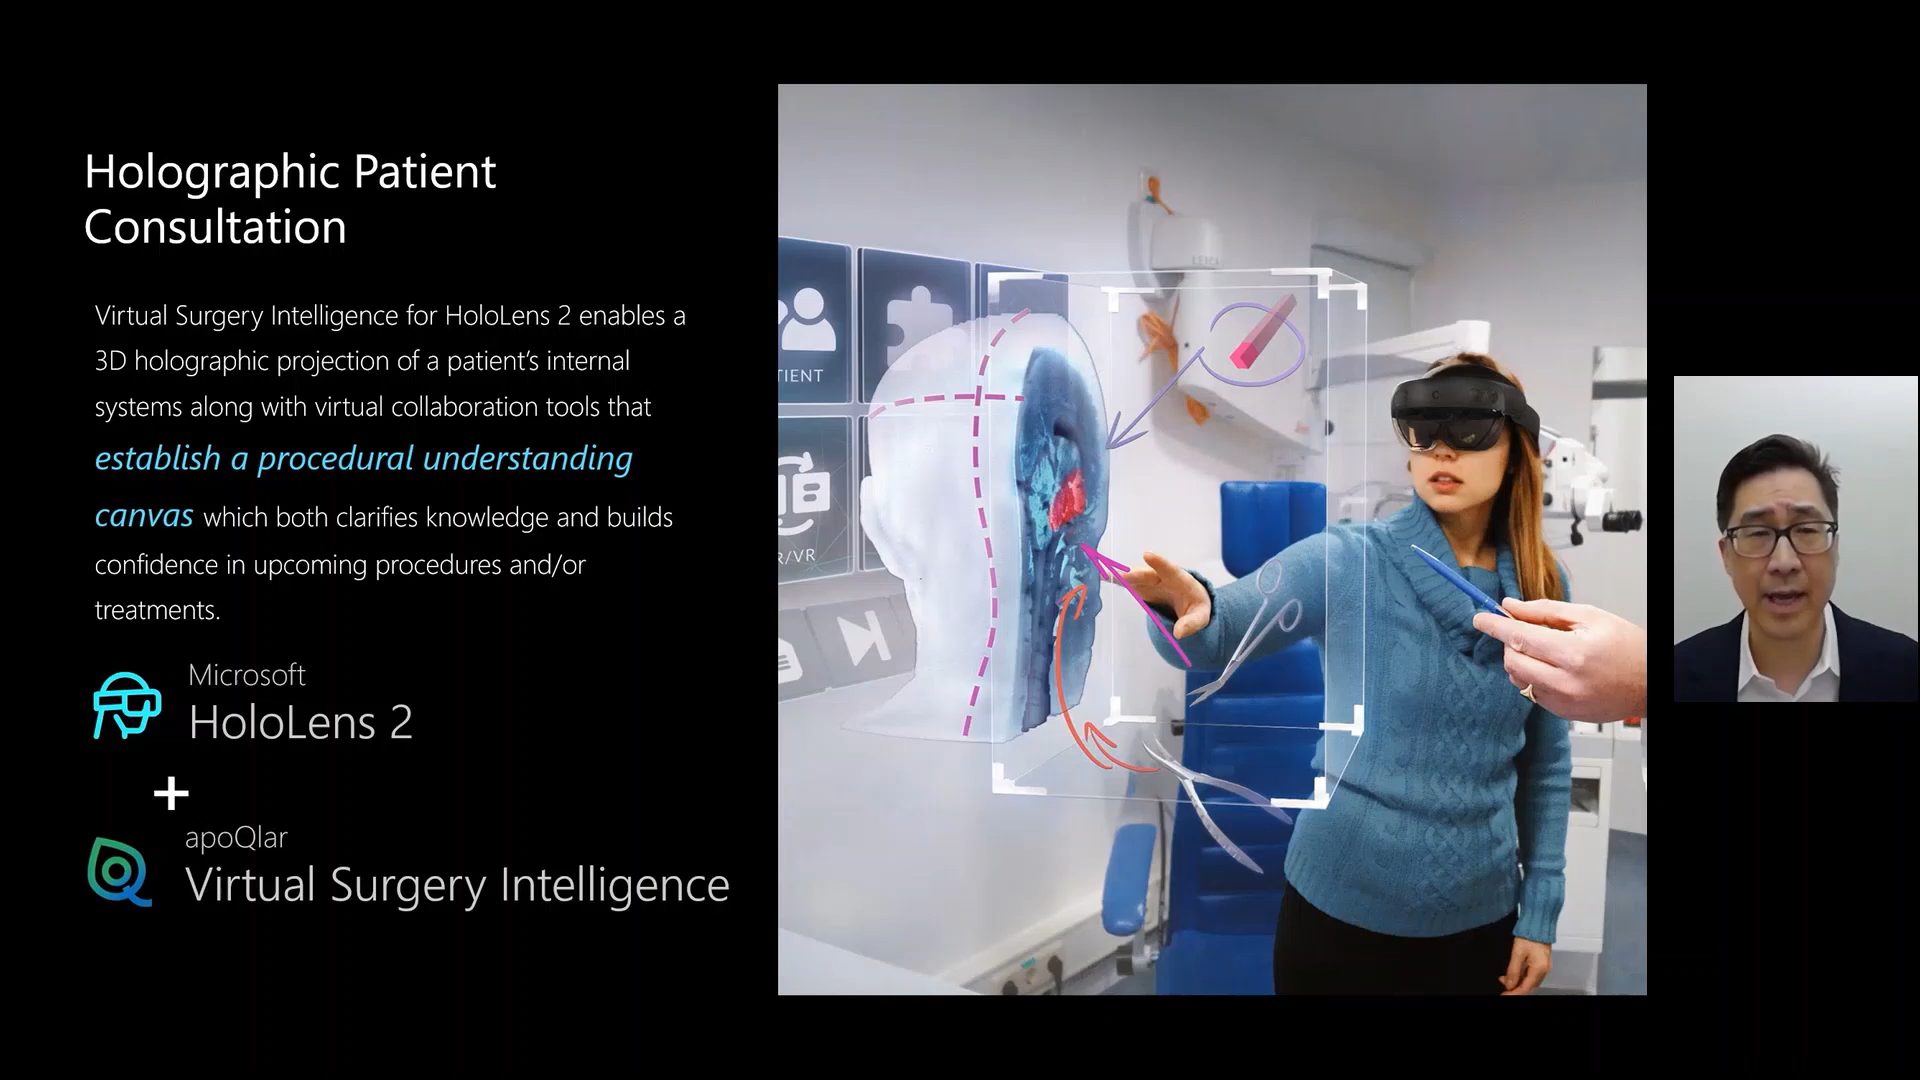 Holographic Patient
Consultation
Virtual Surgery Intelligence for HoloLens 2 enables a
3D holographic projection of a patient’s internal
systems along with virtual collaboration tools that
establish a procedural understanding
canvas which both clarifies knowledge and builds
confidence in upcoming procedures and/or
treatments.
Microsoft
HoloLens 2
+
apoQlar
Virtual Surgery Intelligence
TIENT
R/VR
LEICA